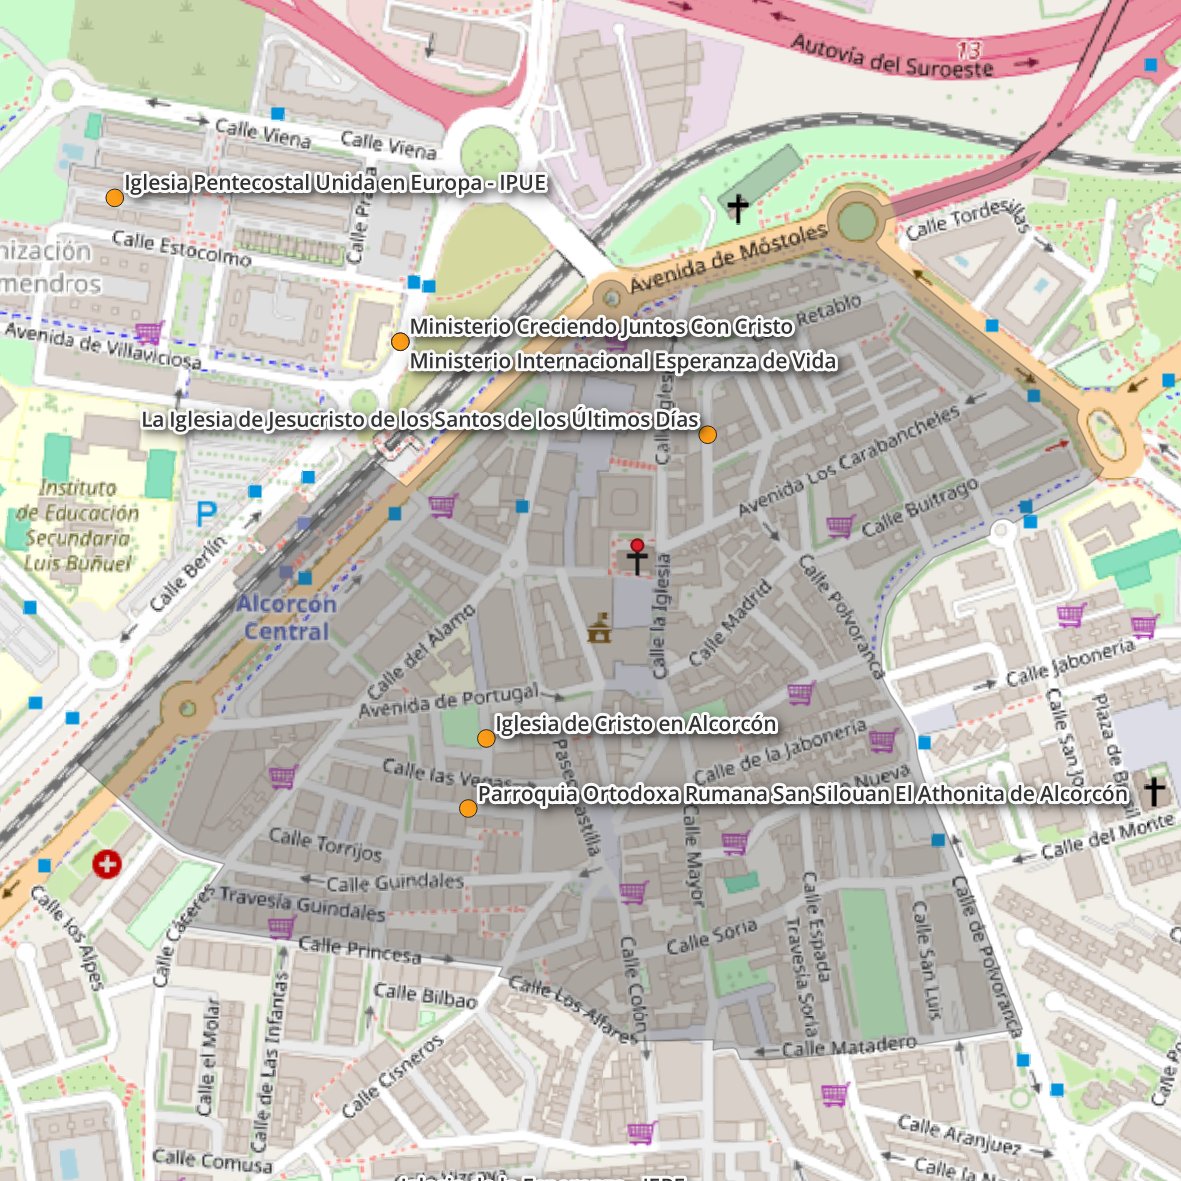 Autovía del Suroeste
13
Calle Viena
Calle Viena
Iglesia Pentecostal Unida en Europa - IPUE
Calle Estocolmo
Calle Tordesillas
Avenida de Móstoles
Retablo
Ministerio Creciendo Juntos Con Cristo
Ministerio Internacional Esperanza de Vida
Avenida de Villaviciosa
La Iglesia de Jesucristo de los Santos de los Últimos Días
Avenida Los Carabancheles
Calle Buitrago
Instituto
de Educación
Secundaria
Luis Buñuel
P
Calle Berlín
Alcorcón
Central
Calle la Iglesia
Calle Madrid
Calle Polvoranca
Calle del Álamo
Avenida de Portugal
Calle Jabonería
Iglesia de Cristo en Alcorcón
Calle de la Jabonería
Calle las Vegas
Nueva
Parroquia Ortodoxa Rumana San Silouan El Athonita de Alcorcón
Calle Torrijos
Calle Mayor
Calle del Monte
Calle Guindales
Travesía Guindales
Calle los Alpes
Calle Cáceres
Calle Princesa
Calle Soria
Calle Espada
Travesía Soria
Calle San Luis
Calle de Polvoranca
Calle Colón
Calle Los Alfares
Calle Bilbao
Calle Matadero
Calle el Molar
Calle de Las Infantas
Calle Cisneros
Calle Comusa
Calle Aranjuez